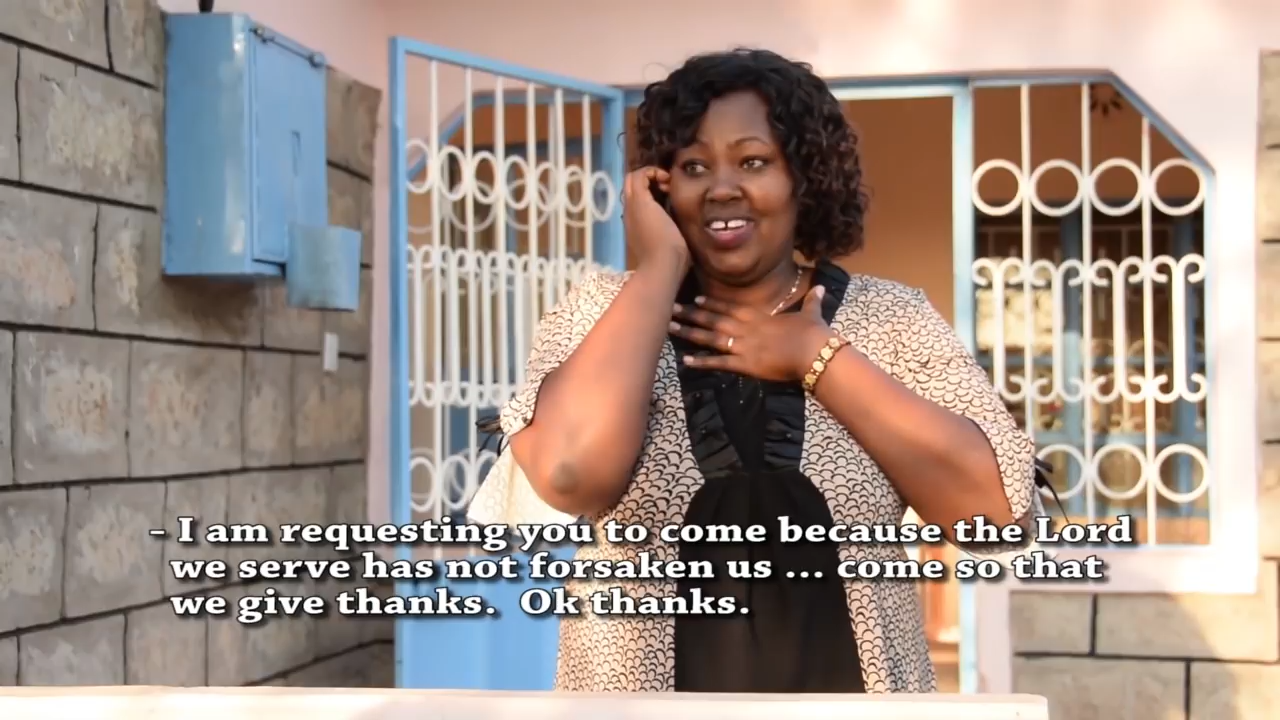 - I am requesting you to come because the Lord
we serve has not forsaken us ... come so that
we give thanks.  Ok thanks.